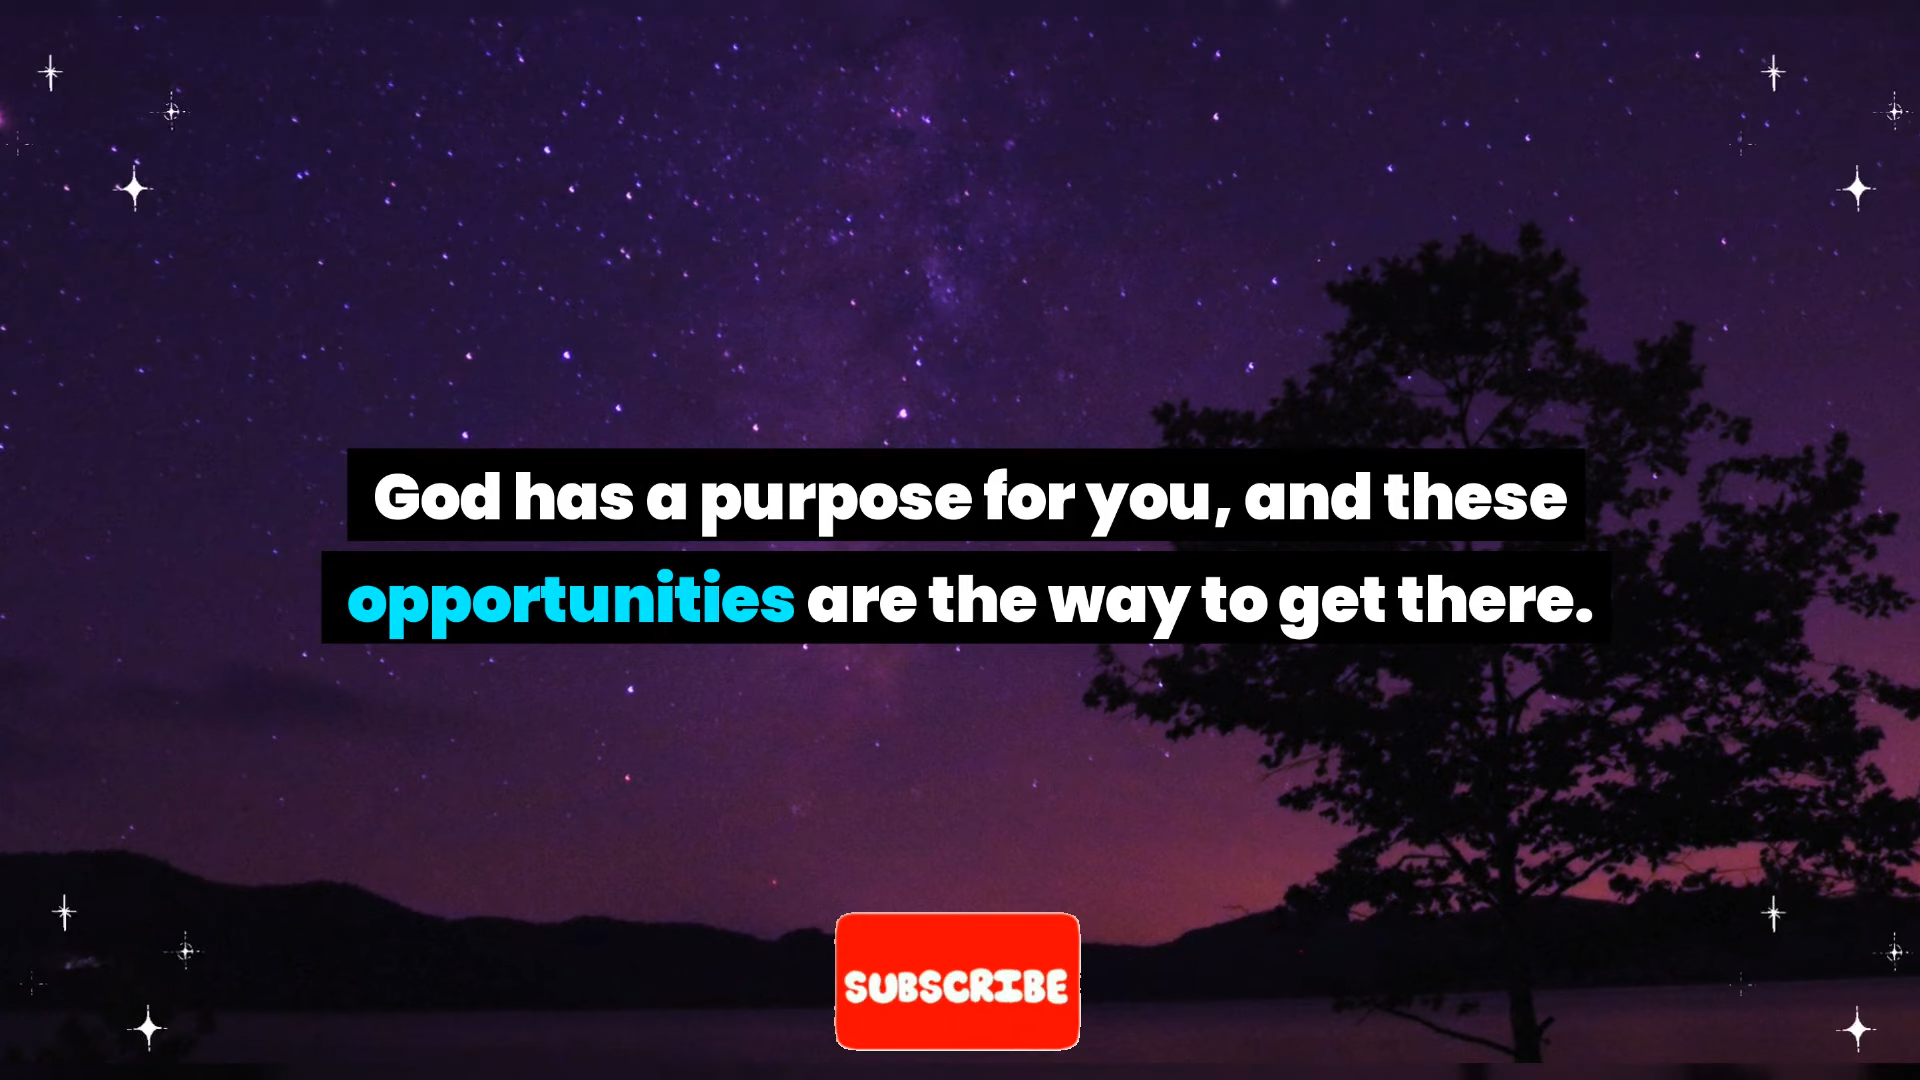 God has a purpose for you, and these
opportunities are the way to get there.
SUBSCRIBE